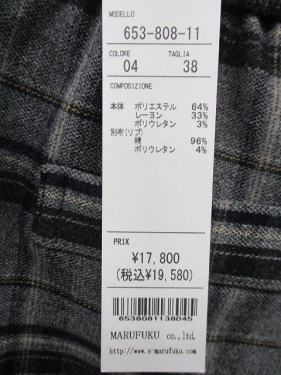 MODELLO
653-808-11
COLORE TAGLIA
04 38
COMPOSIZIONE
本体 ポリエステル 64%
レーヨン 33%
ポリウレタン 3%
別布(リブ)
綿 96%
ポリウレタン 4%
PRIX
¥17,800
(税込¥19,580)
6538081138045
MARUFUKU co.,ltd.
http://www.e-marufuku.com/